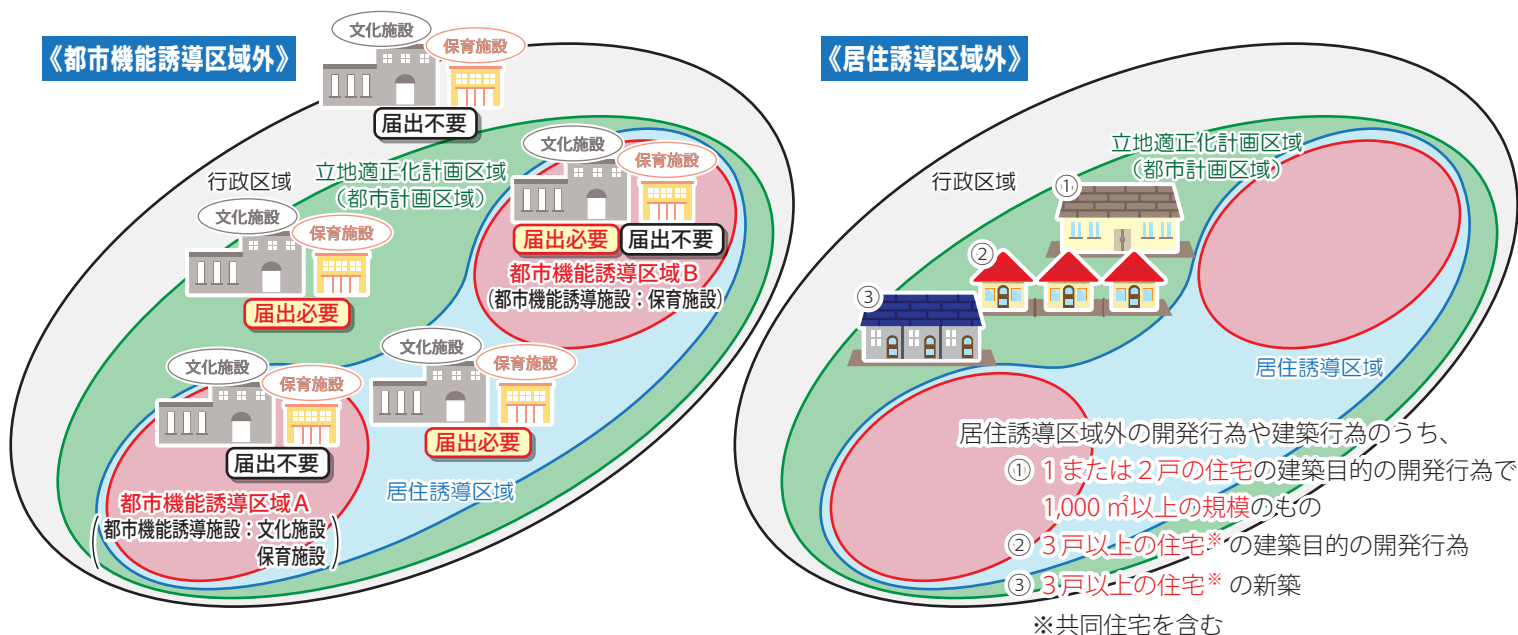 《都市機能誘導区域外》
文化施設
保育施設
届出不要
行政区域
立地適正化計画区域
（都市計画区域）
文化施設
保育施設
届出必要
届出不要
都市機能誘導区域B
（都市機能誘導施設：保育施設）
文化施設
保育施設
届出必要
文化施設
保育施設
届出必要
文化施設
保育施設
届出不要
居住誘導区域
都市機能誘導区域A
（都市機能誘導施設：文化施設
保育施設）
《居住誘導区域外》
行政区域
立地適正化計画区域
（都市計画区域）
①
②
③
居住誘導区域
居住誘導区域外の開発行為や建築行為のうち、
① 1または2戸の住宅の建築目的の開発行為で
1,000 ㎡以上の規模のもの
② 3戸以上の住宅※ の建築目的の開発行為
③ 3戸以上の住宅※ の新築
※共同住宅を含む